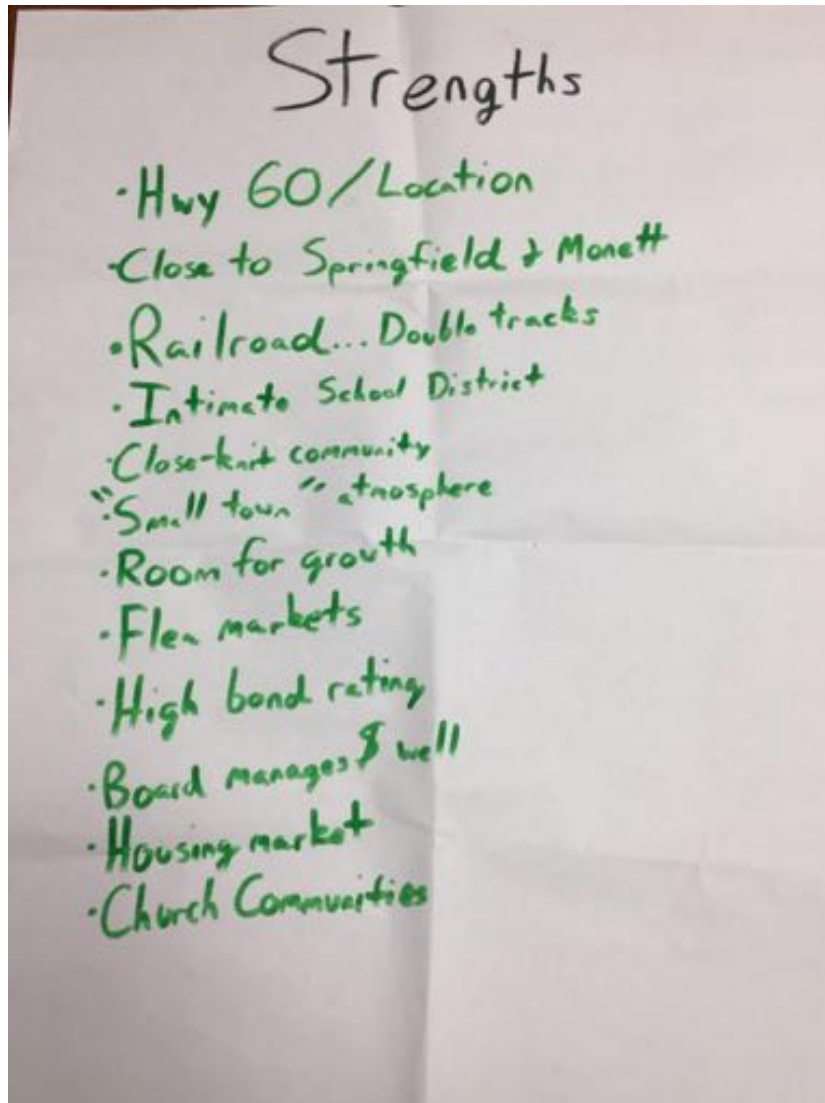 Strengths
·Hwy 60/Location
·Close to Springfield & Monett
·Railroad... Double tracks
·Intimate School District
·Close-knit community
·"Small town" atmosphere
·Room for growth
·Flea markets
·High bond rating
·Board manages $ well
·Housing market
·Church Communities